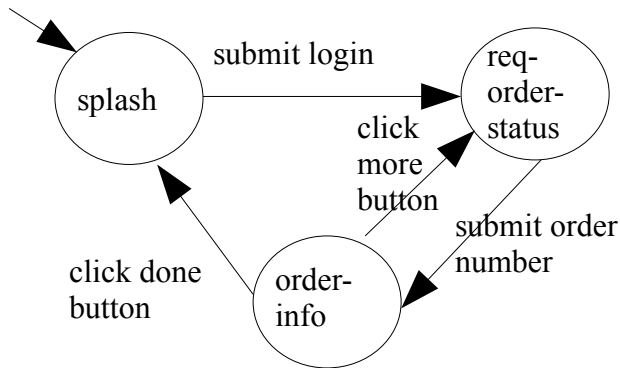 submit login
splash
req-
order-
status
click
more
button
submit order
number
click done
button
order-
info